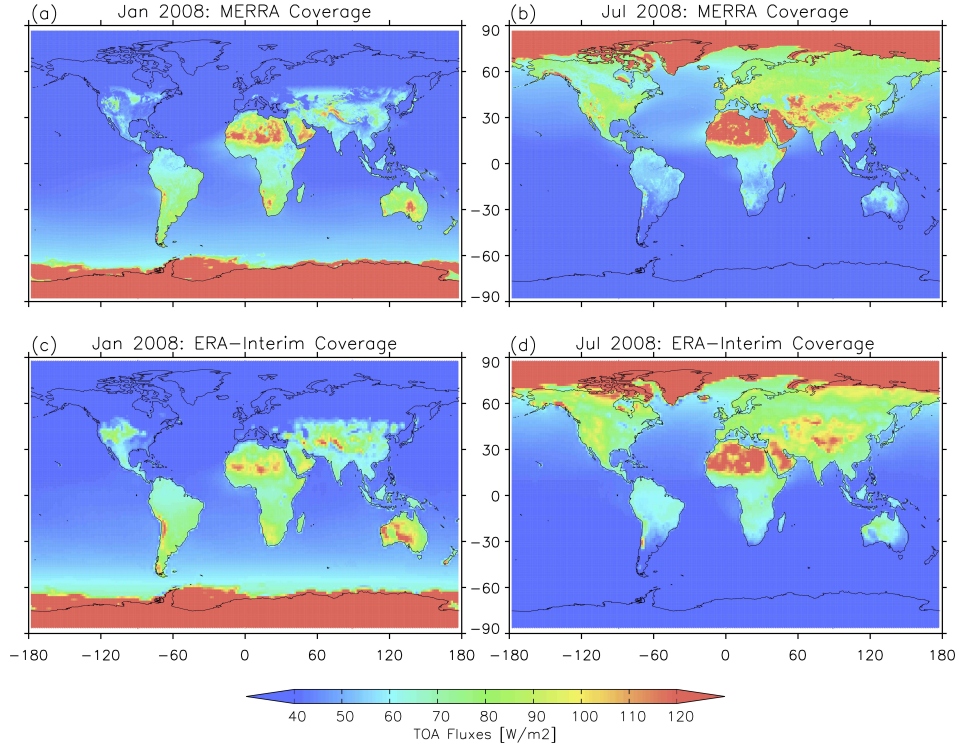 (a) Jan 2008: MERRA Coverage
(b) Jul 2008: MERRA Coverage
90
60
30
0
−30
−60
−90
(c) Jan 2008: ERA−Interim Coverage
(d) Jul 2008: ERA−Interim Coverage
90
60
30
0
−30
−60
−90
−180 −120 −60 0 60 120 180
−120 −60 0 60 120 180
40 50 60 70 80 90 100 110 120
TOA Fluxes [W/m2]